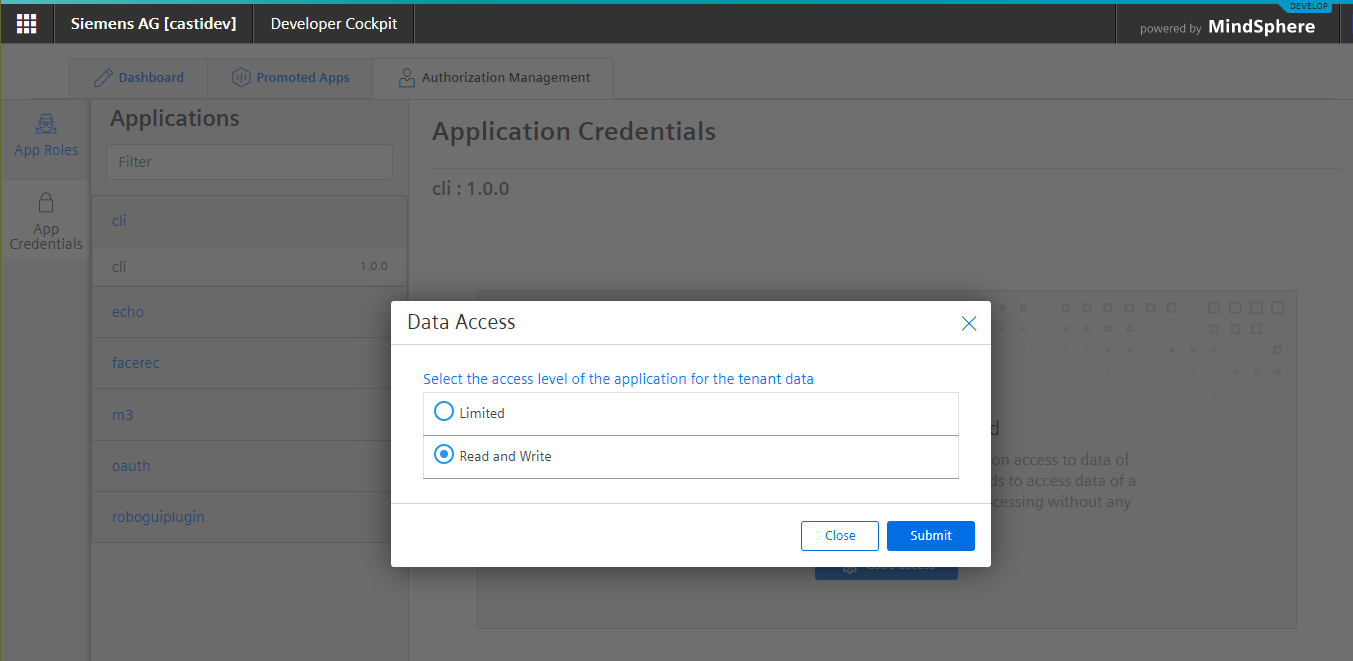 DEVELOP
Siemens AG [castidev]
Developer Cockpit
powered by MindSphere
Dashboard
Promoted Apps
Authorization Management
App Roles
App
Credentials
Applications
Filter
cli
cli 1.0.0
echo
facerec
m3
oauth
roboguiplugin
Application Credentials
cli : 1.0.0
on access to data of
ds to access data of a
cessing without any
Data Access
Select the access level of the application for the tenant data
Limited
Read and Write
Close
Submit